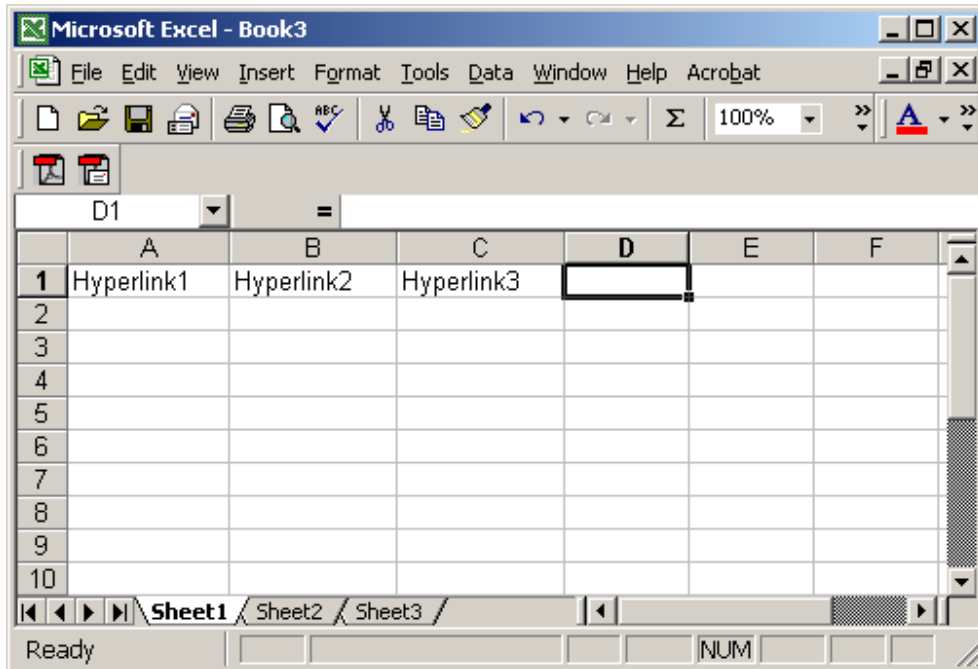 Microsoft Excel - Book3
File Edit View Insert Format Tools Data Window Help Acrobat
ABC Σ 100% » A »
D1 =
A B C D E F
1 Hyperlink1 Hyperlink2 Hyperlink3
2
3
4
5
6
7
8
9
10
Sheet1 Sheet2 Sheet3
Ready NUM